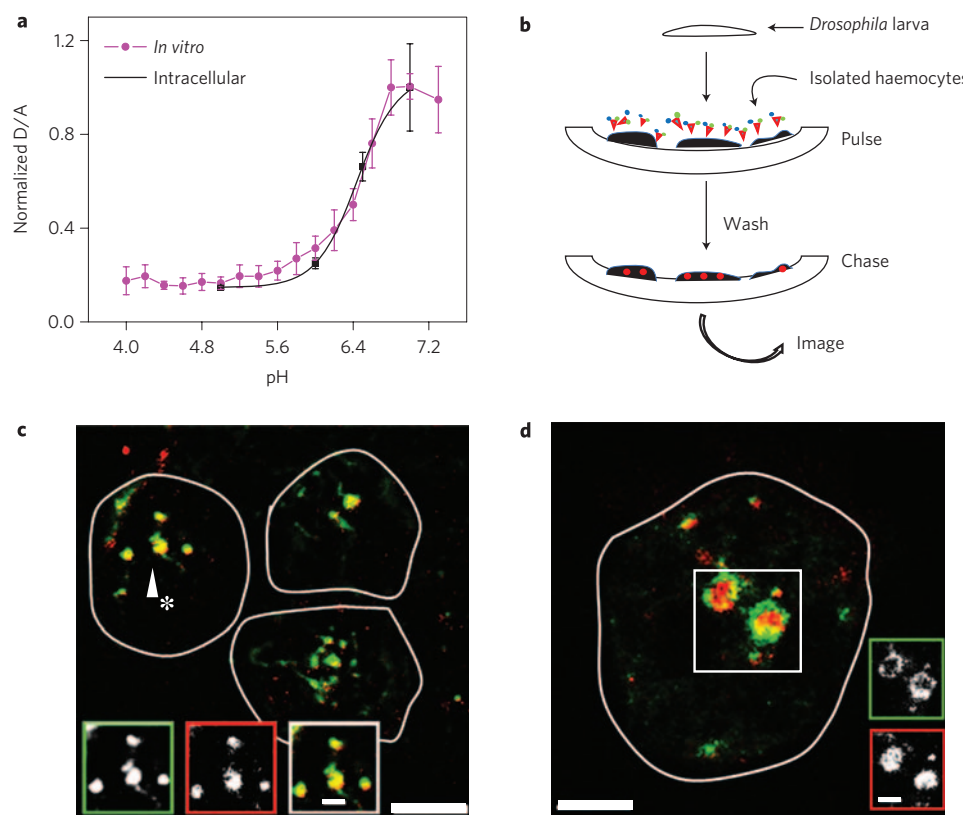 a
1.2
0.8
0.4
0.0
Normalized D/A
In vitro
Intracellular
4.0 4.8 5.6 6.4 7.2
pH
b
Drosophila larva
Isolated haemocytes
Pulse
Wash
Chase
Image
c
*
d